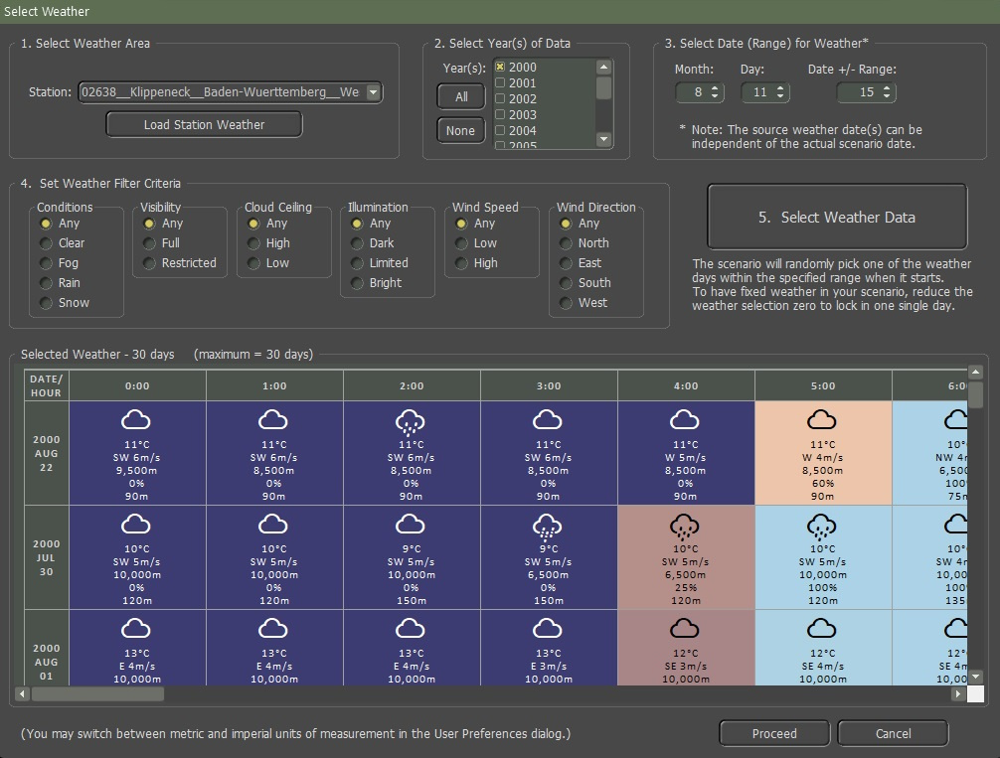 Select Weather
1. Select Weather Area
Station: 02638__Klippeneck__Baden-Wuerttemberg__We
Load Station Weather
2. Select Year(s) of Data
Year(s):
All
None
2000
2001
2002
2003
2004
2005
3. Select Date (Range) for Weather*
Month: Day: Date +/- Range:
8 11 15
* Note: The source weather date(s) can be
independent of the actual scenario date.
4. Set Weather Filter Criteria
Conditions
Any
Clear
Fog
Rain
Snow
Visibility
Any
Full
Restricted
Cloud Ceiling
Any
High
Low
Illumination
Any
Dark
Limited
Bright
Wind Speed
Any
Low
High
Wind Direction
Any
North
East
South
West
5. Select Weather Data
The scenario will randomly pick one of the weather
days within the specified range when it starts.
To have fixed weather in your scenario, reduce the
weather selection zero to lock in one single day.
Selected Weather - 30 days (maximum = 30 days)
DATE/
HOUR
0:00 1:00 2:00 3:00 4:00 5:00 6:00
2000
AUG
22
11°C 11°C 11°C 11°C 11°C 11°C 10°
SW 6m/s SW 6m/s SW 6m/s SW 6m/s W 5m/s W 4m/s NW 4m
9,500m 8,500m 8,500m 8,500m 8,500m 8,500m 6,500
0% 0% 0% 0% 0% 60% 100%
90m 90m 90m 90m 90m 90m 75m
2000
JUL
30
10°C 10°C 9°C 9°C 10°C 10°C 10°
SW 5m/s SW 5m/s SW 5m/s SW 5m/s SW 5m/s SW 5m/s SW 4m
10,000m 10,000m 10,000m 6,500m 6,500m 10,000m 10,00
0% 0% 0% 0% 25% 100% 100
120m 120m 150m 150m 120m 120m 135
2000
AUG
01
13°C 13°C 13°C 13°C 12°C 12°C 12°
E 4m/s E 4m/s E 4m/s E 3m/s SE 3m/s SE 4m/s SE 4m
10,000m 10,000m 10,000m 10,000m 10,000m 10,000m 10,00
(You may switch between metric and imperial units of measurement in the User Preferences dialog.)
Proceed
Cancel